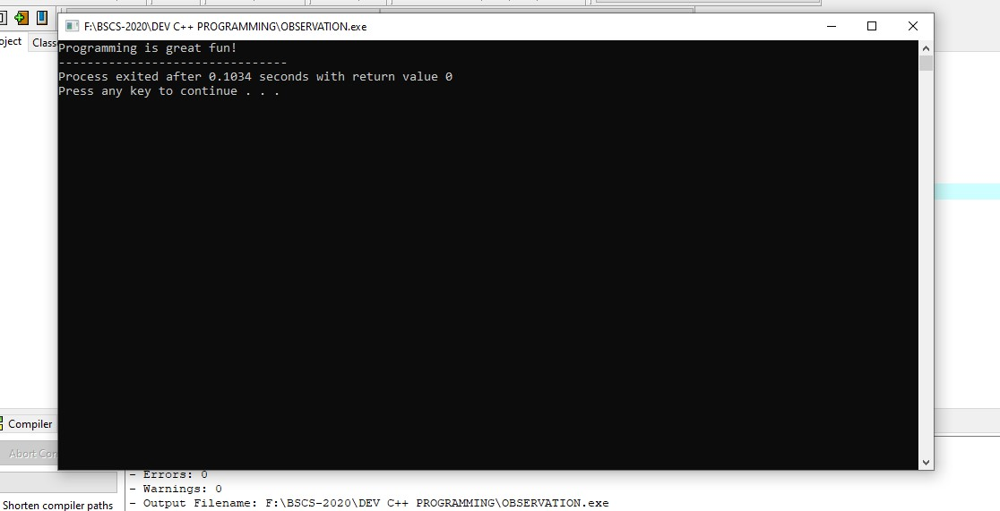 F:\BSCS-2020\DEV C++ PROGRAMMING\OBSERVATION.exe
Programming is great fun!
--------------------------------
Process exited after 0.1034 seconds with return value 0
Press any key to continue . . .
oject Class
Compiler
Abort Co
- Errors: 0
- Warnings: 0
- Output Filename: F:\BSCS-2020\DEV C++ PROGRAMMING\OBSERVATION.exe
Shorten compiler paths